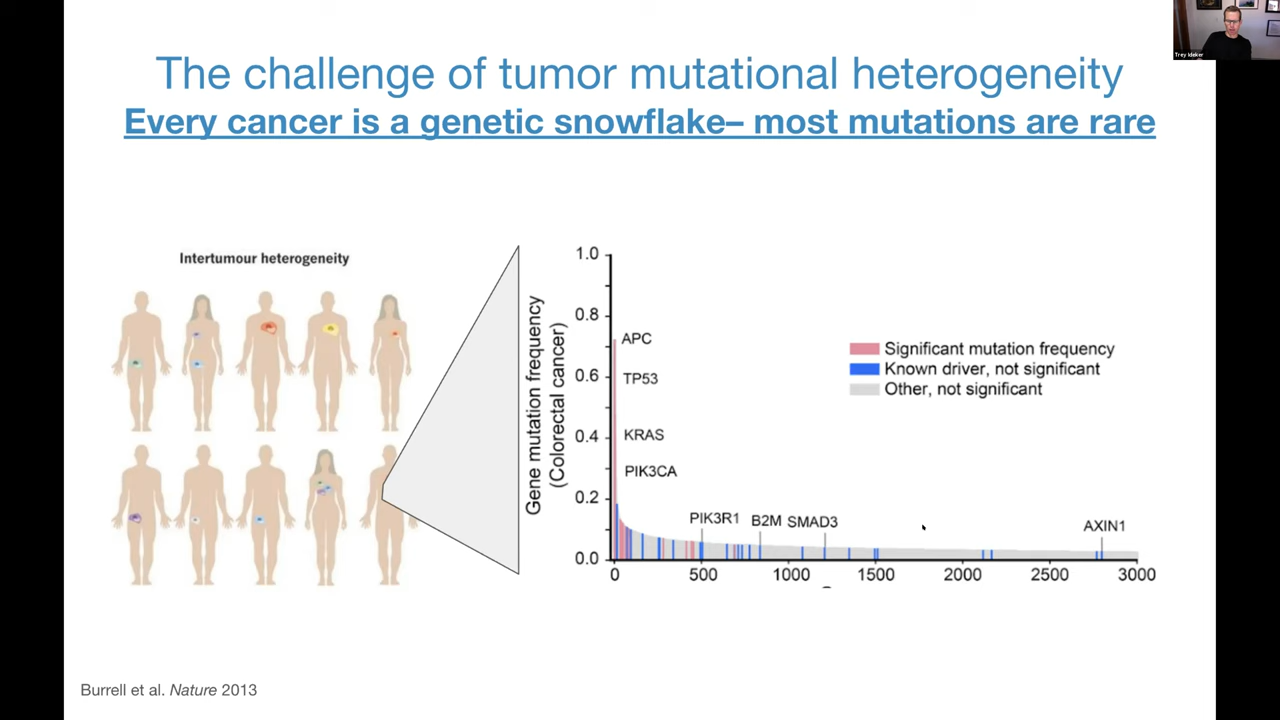 Trey Ideker
The challenge of tumor mutational heterogeneity
Every cancer is a genetic snowflake– most mutations are rare
Intertumour heterogeneity
Gene mutation frequency
(Colorectal cancer)
1.0
0.8
0.6
0.4
0.2
0.0
APC
TP53
KRAS
PIK3CA
PIK3R1
B2M
SMAD3
AXIN1
Significant mutation frequency
Known driver, not significant
Other, not significant
0
500
1000
1500
2000
2500
3000
Burrell et al. Nature 2013